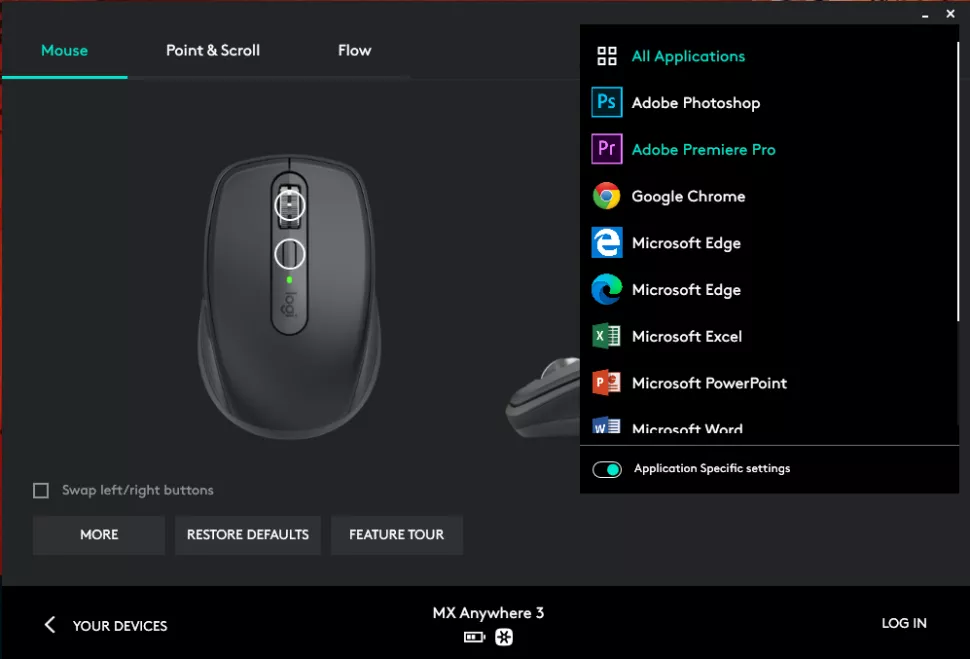 Mouse
Point & Scroll
Flow
All Applications
Ps
Adobe Photoshop
Pr
Adobe Premiere Pro
Google Chrome
Microsoft Edge
Microsoft Edge
X
Microsoft Excel
P
Microsoft PowerPoint
W
Microsoft Word
Application Specific settings
logi
Swap left/right buttons
MORE
RESTORE DEFAULTS
FEATURE TOUR
YOUR DEVICES
MX Anywhere 3
LOG IN